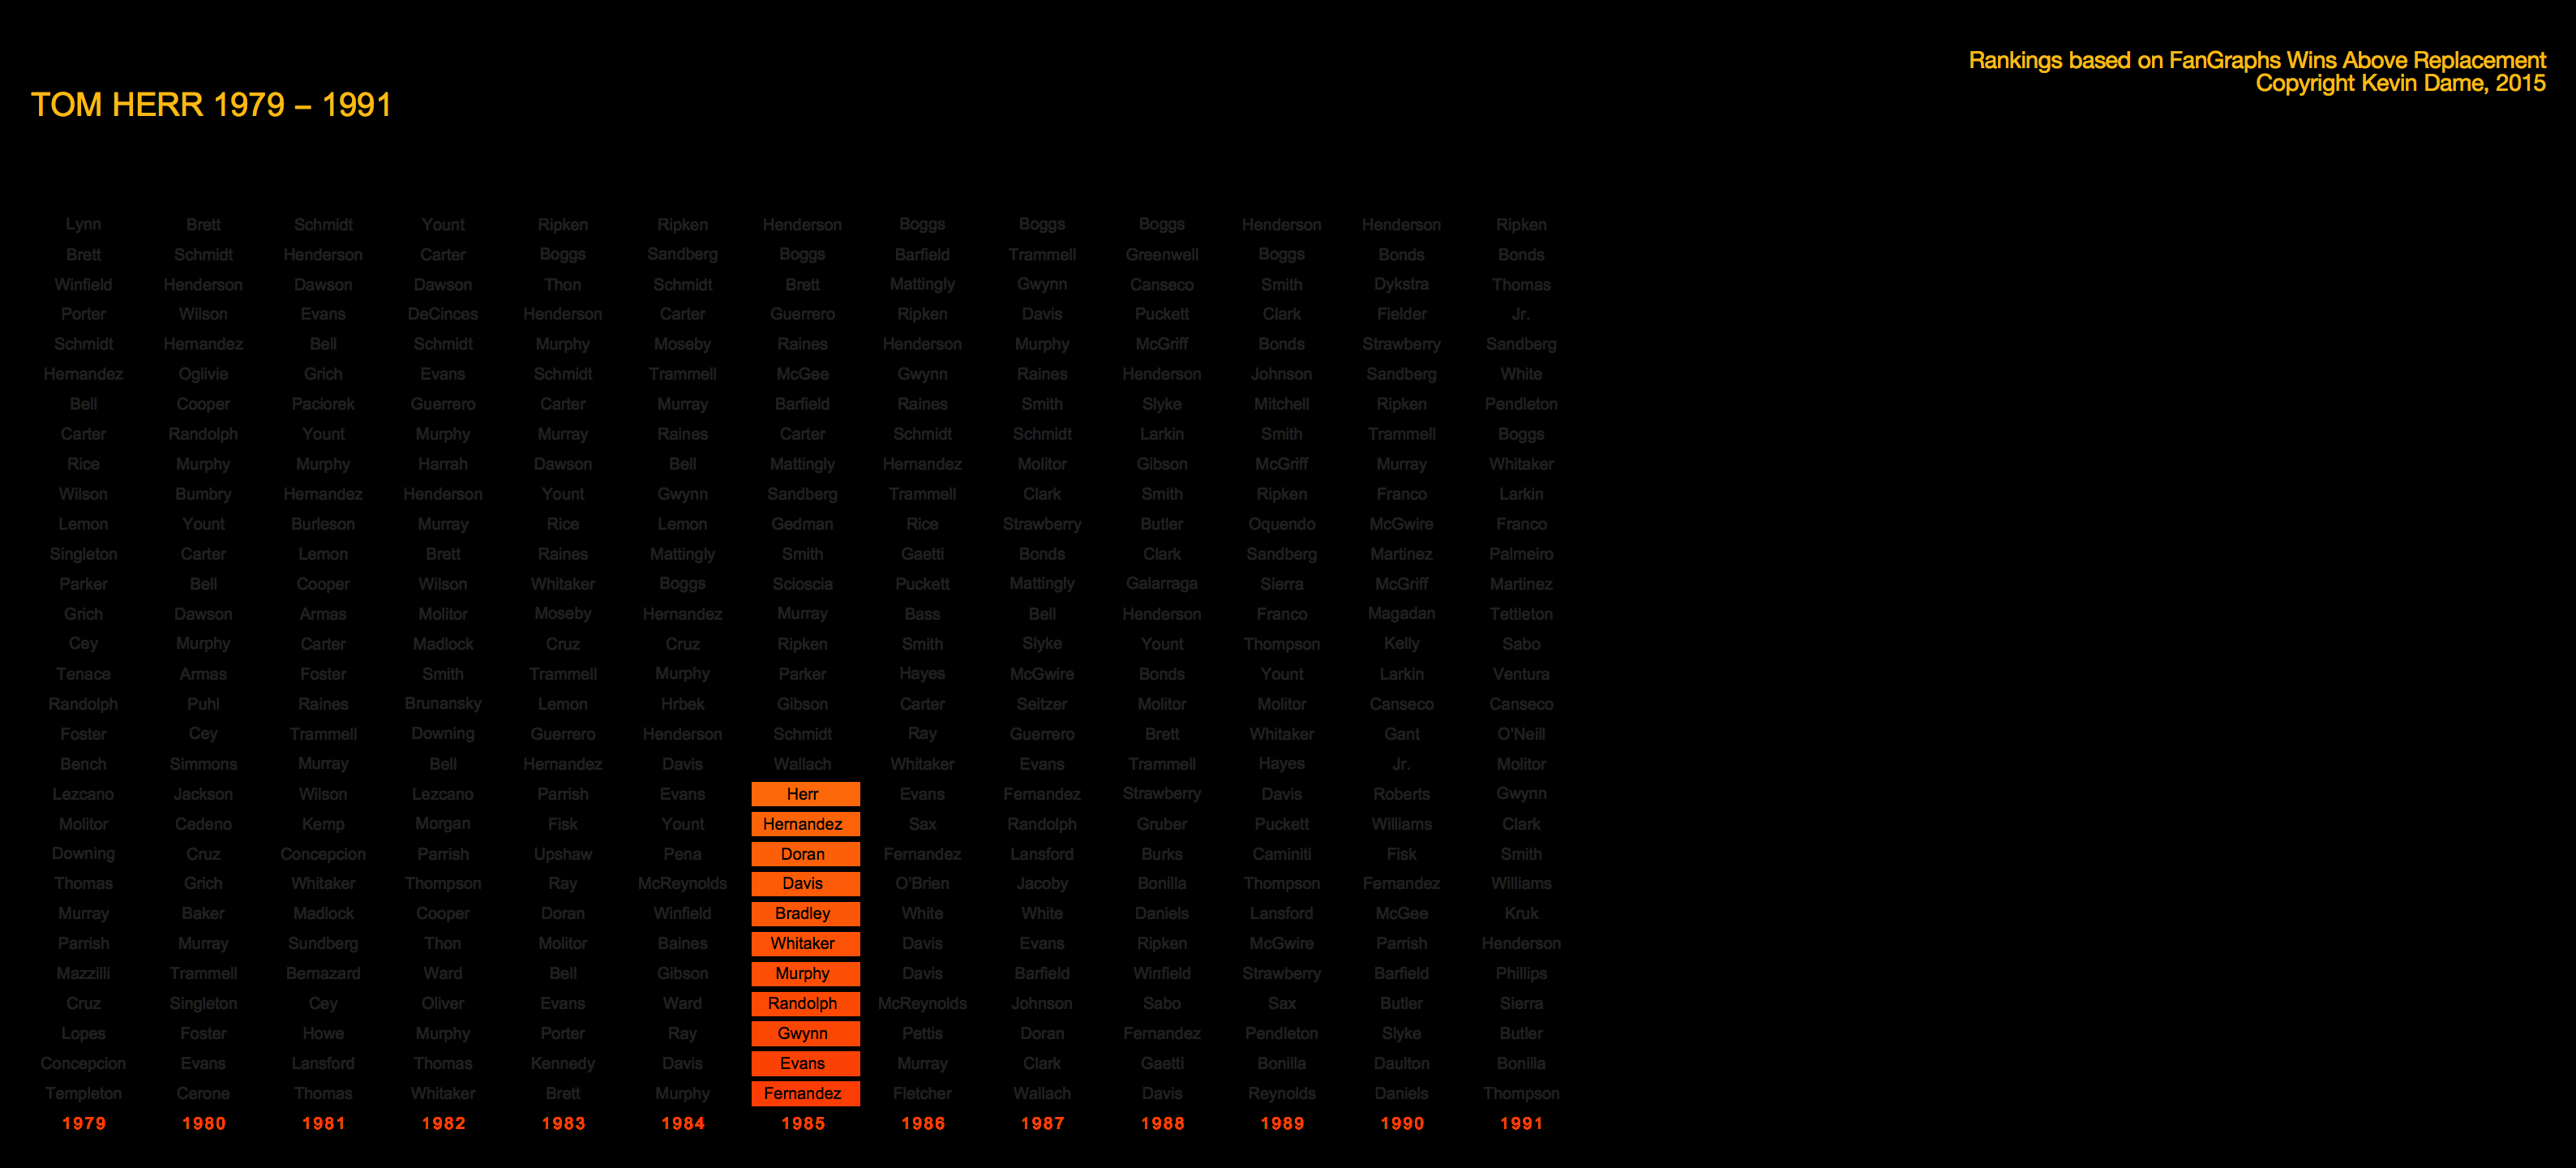 Rankings based on FanGraphs Wins Above Replacement
Copyright Kevin Dame, 2015
TOM HERR 1979 – 1991
Lynn Brett Schmidt Yount Ripken Ripken Henderson Boggs Boggs Boggs Henderson Henderson Ripken
Brett Schmidt Henderson Carter Boggs Sandberg Boggs Barfield Trammell Greenwell Boggs Bonds Bonds
Winfield Henderson Dawson Dawson Thon Schmidt Brett Mattingly Gwynn Canseco Smith Dykstra Thomas
Porter Wilson Evans DeCinces Henderson Carter Guerrero Ripken Davis Puckett Clark Fielder Jr.
Schmidt Hernandez Bell Schmidt Murphy Moseby Raines Henderson Murphy McGriff Bonds Strawberry Sandberg
Hernandez Oglivie Grich Evans Schmidt Trammell McGee Gwynn Raines Henderson Johnson Sandberg White
Bell Cooper Paciorek Guerrero Carter Murray Barfield Raines Smith Slyke Mitchell Ripken Pendleton
Carter Randolph Yount Murphy Murray Raines Carter Schmidt Schmidt Larkin Smith Trammell Boggs
Rice Murphy Murphy Harrah Dawson Bell Mattingly Hernandez Molitor Gibson McGriff Murray Whitaker
Wilson Bumbry Hernandez Henderson Yount Gwynn Sandberg Trammell Clark Smith Ripken Franco Larkin
Lemon Yount Burleson Murray Rice Lemon Gedman Rice Strawberry Butler Oquendo McGwire Franco
Singleton Carter Lemon Brett Raines Mattingly Smith Gaetti Bonds Clark Sandberg Martinez Palmeiro
Parker Bell Cooper Wilson Whitaker Boggs Scioscia Puckett Mattingly Galarraga Sierra McGriff Martinez
Grich Dawson Armas Molitor Moseby Hernandez Murray Bass Bell Henderson Franco Magadan Tettleton
Cey Murphy Carter Madlock Cruz Cruz Ripken Smith Slyke Yount Thompson Kelly Sabo
Tenace Armas Foster Smith Trammell Murphy Parker Hayes McGwire Bonds Yount Larkin Ventura
Randolph Puhl Raines Brunansky Lemon Hrbek Gibson Carter Seitzer Molitor Molitor Canseco Canseco
Foster Cey Trammell Downing Guerrero Henderson Schmidt Ray Guerrero Brett Whitaker Gant O'Neill
Bench Simmons Murray Bell Hernandez Davis Wallach Whitaker Evans Trammell Hayes Jr. Molitor
Lezcano Jackson Wilson Lezcano Parrish Evans Herr Evans Fernandez Strawberry Davis Roberts Gwynn
Molitor Cedeno Kemp Morgan Fisk Yount Hernandez Sax Randolph Gruber Puckett Williams Clark
Downing Cruz Concepcion Parrish Upshaw Pena Doran Fernandez Lansford Burks Caminiti Fisk Smith
Thomas Grich Whitaker Thompson Ray McReynolds Davis O'Brien Jacoby Bonilla Thompson Fernandez Williams
Murray Baker Madlock Cooper Doran Winfield Bradley White White Daniels Lansford McGee Kruk
Parrish Murray Sundberg Thon Molitor Baines Whitaker Davis Evans Ripken McGwire Parrish Henderson
Mazzilli Trammell Bernazard Ward Bell Gibson Murphy Davis Barfield Winfield Strawberry Barfield Phillips
Cruz Singleton Cey Oliver Evans Ward Randolph McReynolds Johnson Sabo Sax Butler Sierra
Lopes Foster Howe Murphy Porter Ray Gwynn Pettis Doran Fernandez Pendleton Slyke Butler
Concepcion Evans Lansford Thomas Kennedy Davis Evans Murray Clark Gaetti Bonilla Daulton Bonilla
Templeton Cerone Thomas Whitaker Brett Murphy Fernandez Fletcher Wallach Davis Reynolds Daniels Thompson
1979 1980 1981 1982 1983 1984 1985 1986 1987 1988 1989 1990 1991